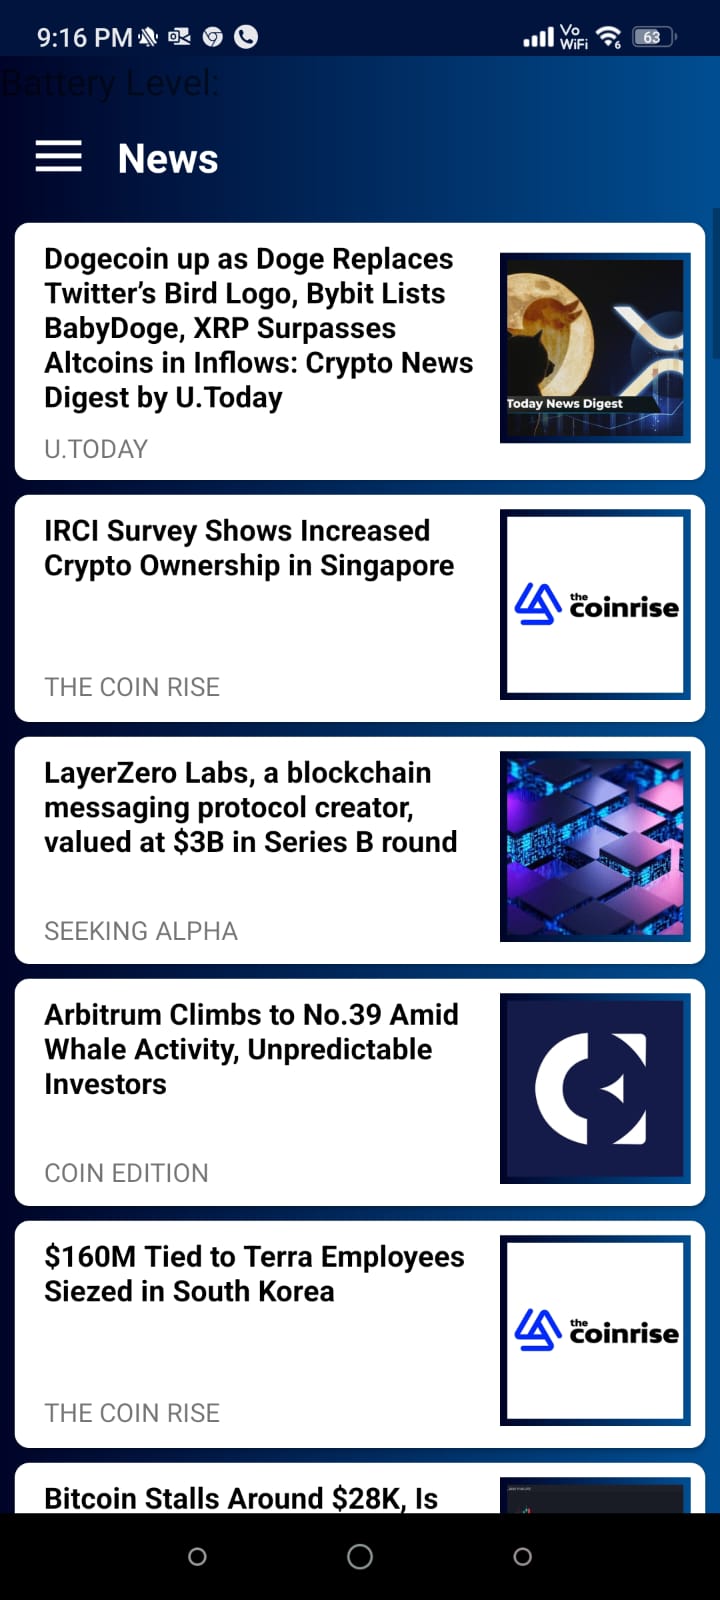 9:16 PM
Vo
WiFi
6
63
Battery Level:
News
Dogecoin up as Doge Replaces
Twitter’s Bird Logo, Bybit Lists
BabyDoge, XRP Surpasses
Altcoins in Inflows: Crypto News
Digest by U.Today
U.TODAY
Today News Digest
IRCI Survey Shows Increased
Crypto Ownership in Singapore
THE COIN RISE
the
coinrise
LayerZero Labs, a blockchain
messaging protocol creator,
valued at $3B in Series B round
SEEKING ALPHA
Arbitrum Climbs to No.39 Amid
Whale Activity, Unpredictable
Investors
COIN EDITION
$160M Tied to Terra Employees
Siezed in South Korea
THE COIN RISE
the
coinrise
Bitcoin Stalls Around $28K, Is